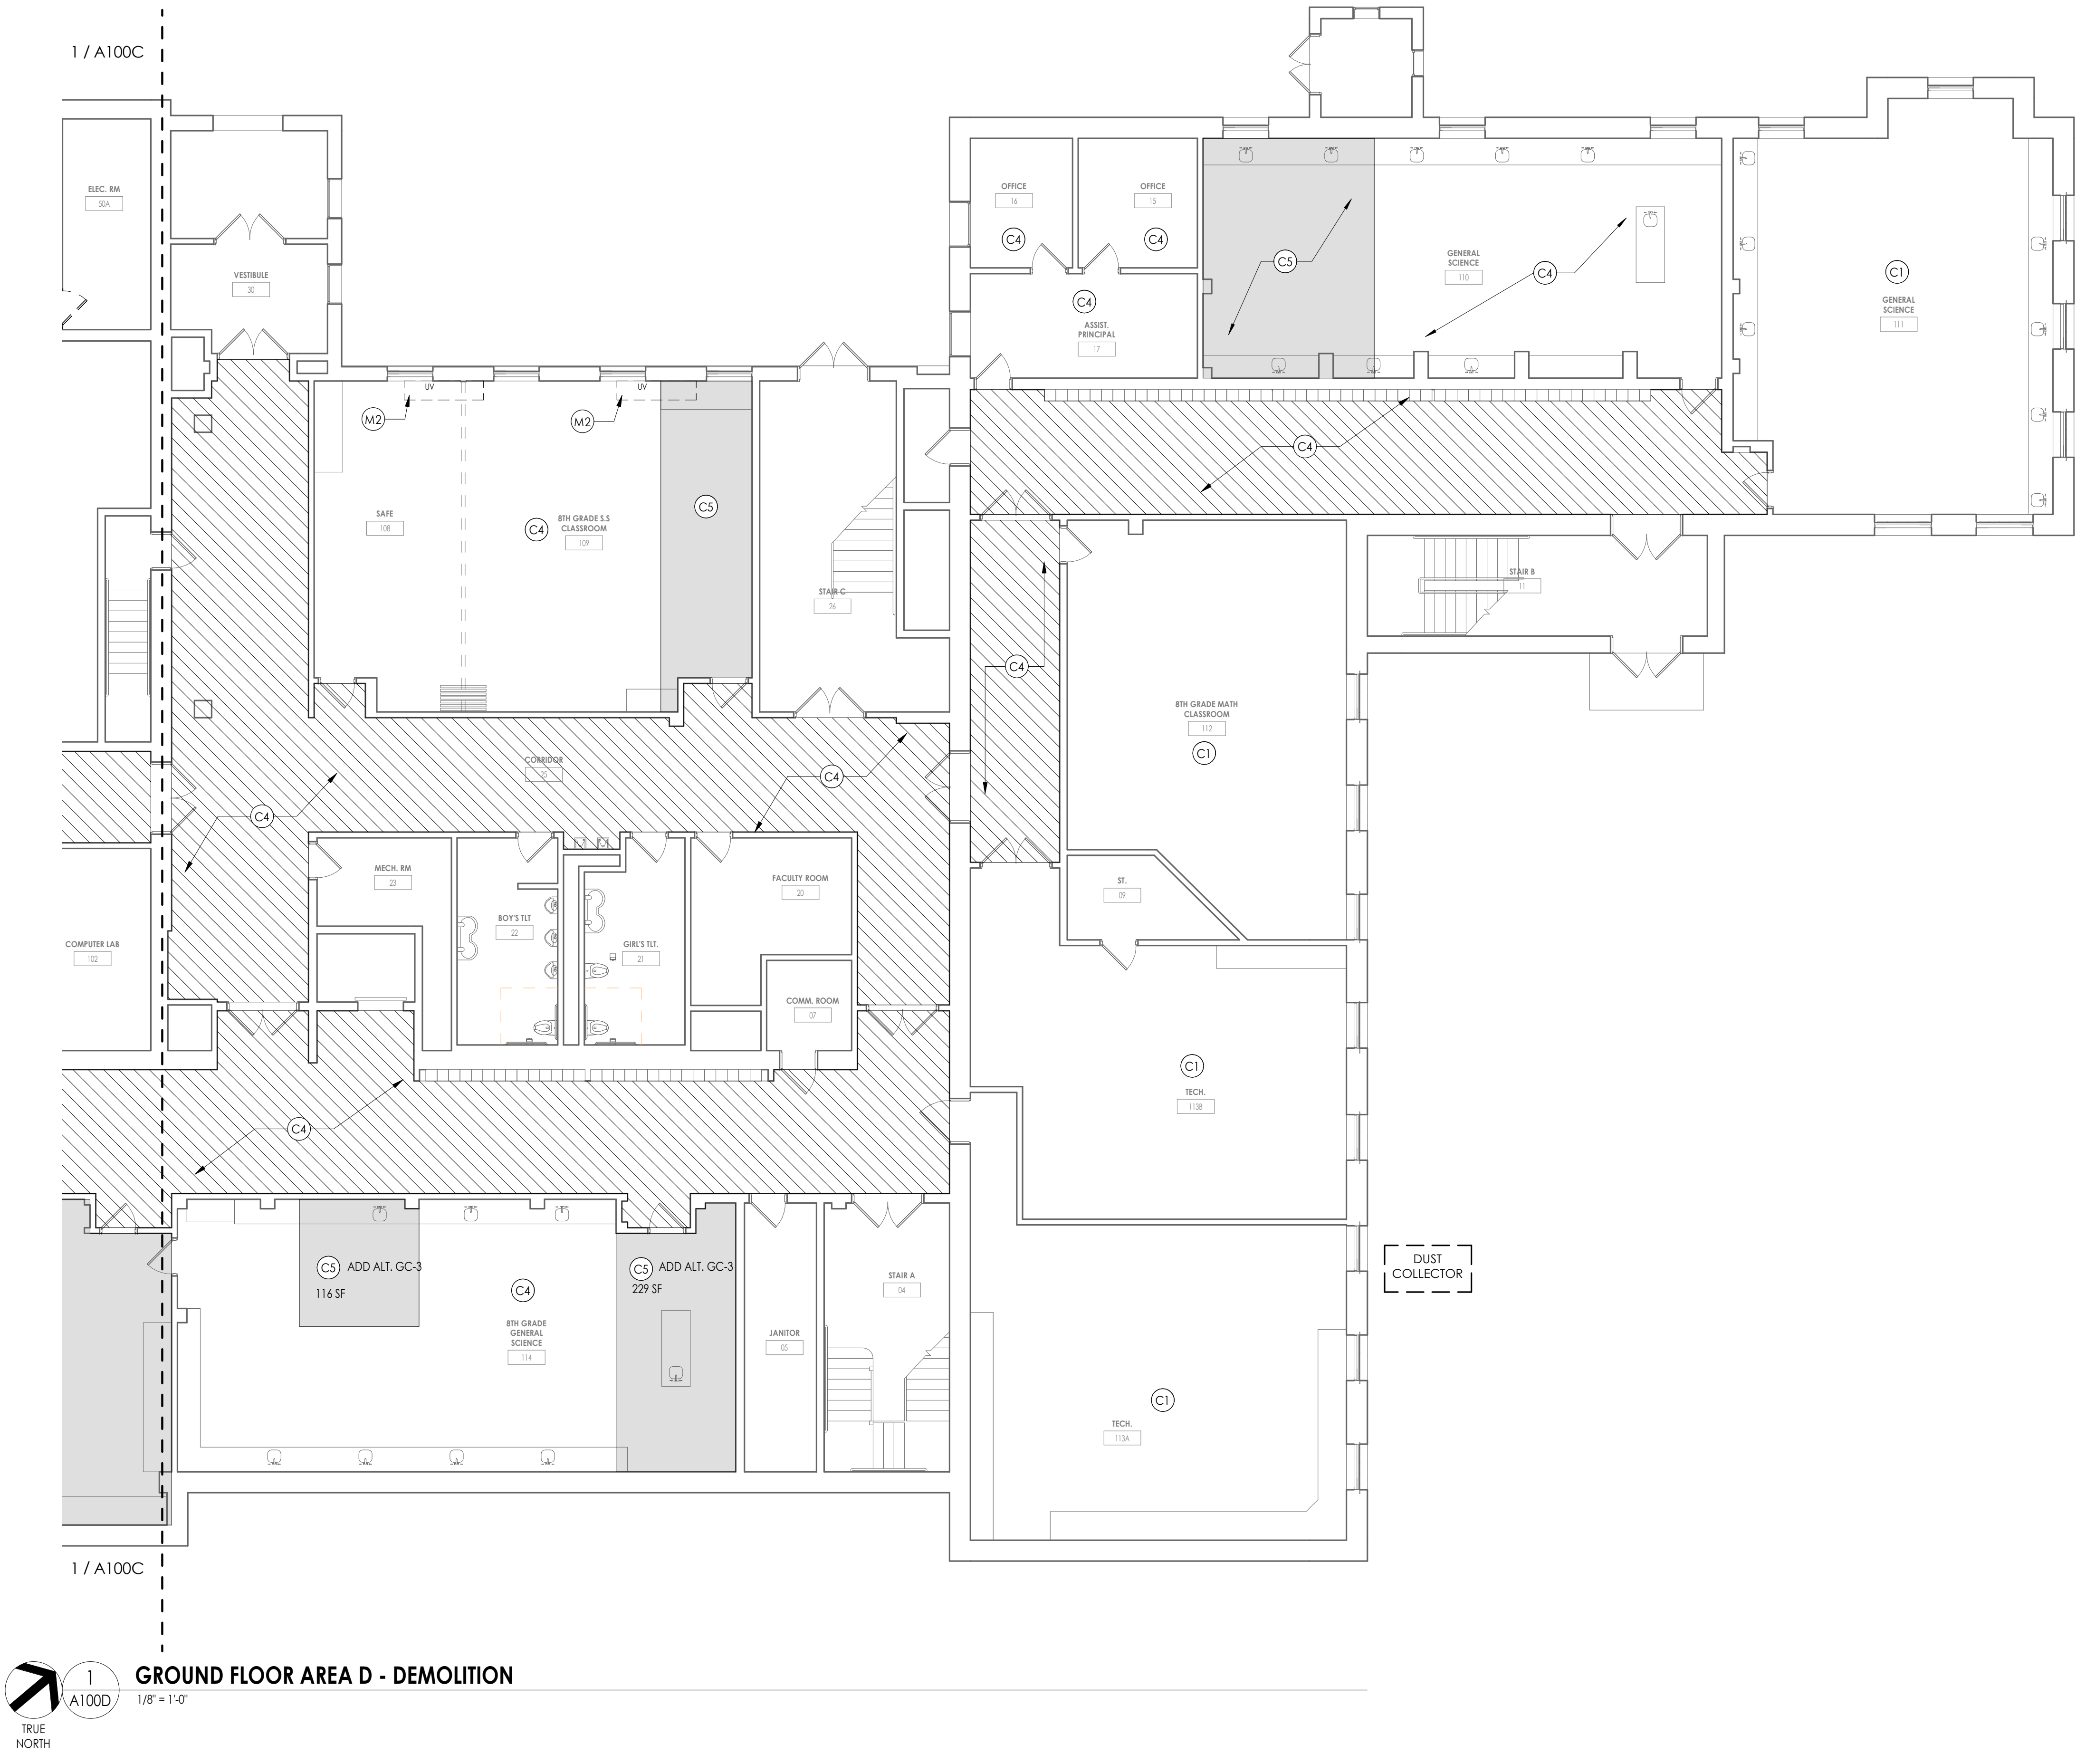 1 / A100C
ELEC. RM
50A
VESTIBULE
30
OFFICE
16
C4
OFFICE
15
C4
C4
ASSIST.
PRINCIPAL
17
C5
GENERAL
SCIENCE
110
C4
C1
GENERAL
SCIENCE
111
UV
UV
M2
M2
SAFE
108
C4
8TH GRADE S.S
CLASSROOM
109
C5
STAIR C
26
C4
C4
STAIR B
11
8TH GRADE MATH
CLASSROOM
112
C1
CORRIDOR
25
C4
C4
MECH. RM
23
BOY'S TLT
22
GIRL'S TLT.
21
FACULTY ROOM
20
COMM. ROOM
07
ST.
09
COMPUTER LAB
102
C1
TECH.
113B
C4
C5 ADD ALT. GC-3
116 SF
C4
8TH GRADE
GENERAL
SCIENCE
114
C5 ADD ALT. GC-3
229 SF
JANITOR
05
STAIR A
04
C1
TECH.
113A
DUST
COLLECTOR
1 / A100C
1
A100D
GROUND FLOOR AREA D - DEMOLITION
1/8" = 1'-0"
TRUE
NORTH